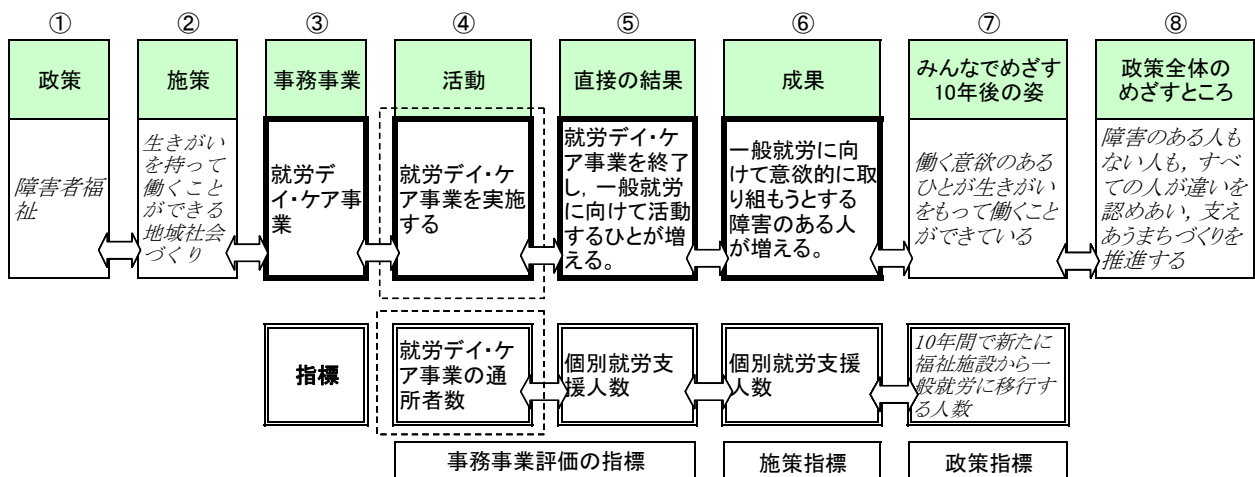 ①
②
③
④
⑤
⑥
⑦
⑧
政策
施策
事務事業
活動
直接の結果
成果
みんなでめざす
10年後の姿
政策全体の
めざすところ
障害者福
祉
生きがい
を持って
働くこと
ができる
地域社会
づくり
就労デ
イ・ケア事
業
就労デイ・ケ
ア事業を実施
する
就労デイ・ケ
ア事業を終了
し,一般就労
に向けて活動
するひとが増
える。
一般就労に向
けて意欲的に取
り組もうとする
障害のある人
が増える。
働く意欲のある
ひとが生きがい
をもって働くこと
ができている
障害のある人も
ない人も,すべ
ての人が違いを
認めあい,支え
あうまちづくりを
推進する
指標
就労デイ・ケ
ア事業の通
所者数
個別就労支
援人数
個別就労支援
人数
10年間で新たに
福祉施設から一
般就労に移行す
る人数
事務事業評価の指標
施策指標
政策指標